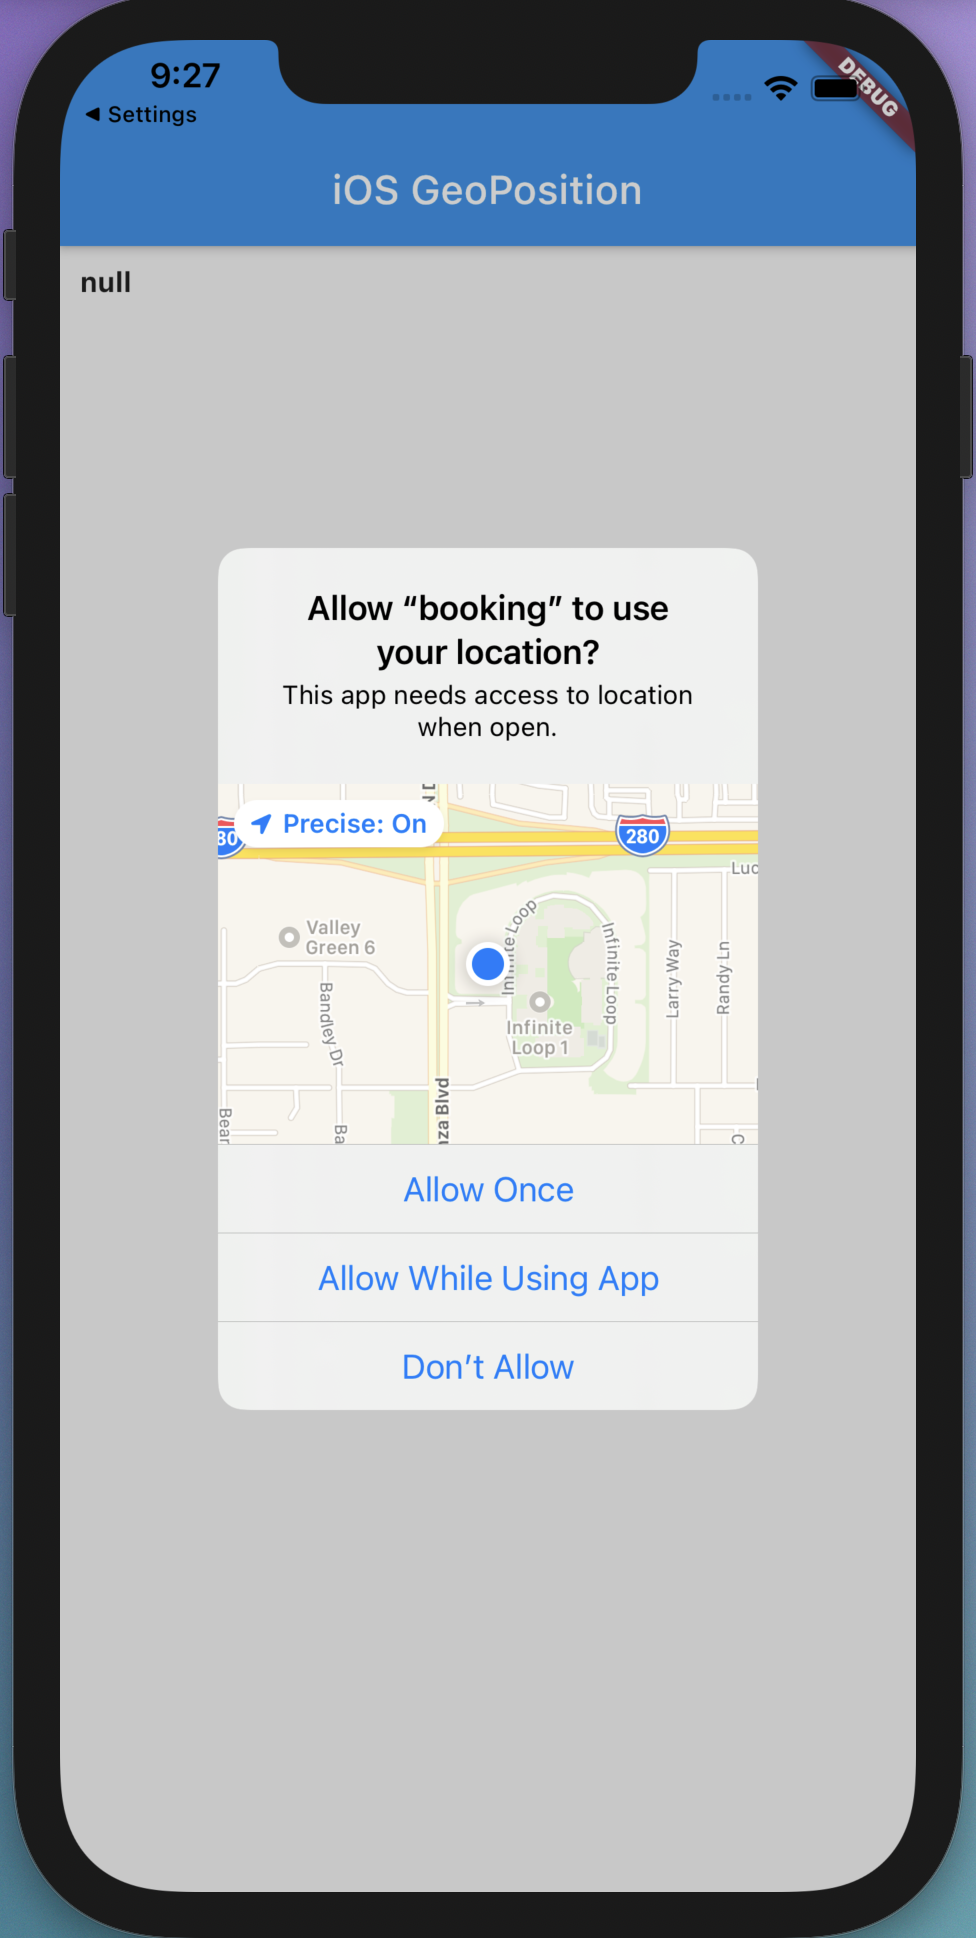 9:27
DEBUG
◀ Settings
iOS GeoPosition
null
Allow “booking” to use
your location?
This app needs access to location
when open.
Precise: On
280
Luc
Valley
Green 6
Infinite Loop
Infinite Loop
Larry Way
Randy Ln
Bandley Dr
Infinite
Loop 1
nza Blvd
Bear
Ba
C
Allow Once
Allow While Using App
Don’t Allow